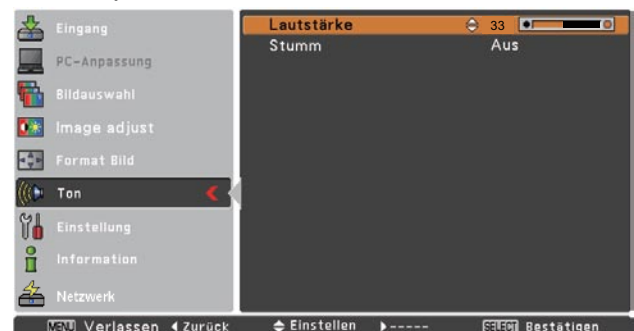 Eingang
PC-Anpassung
Bildauswahl
Image adjust
Format Bild
Ton
Einstellung
Information
Netzwerk
Lautstärke 33
Stumm Aus
MENU Verlassen Zurück Einstellen ----- SELECT Bestätigen